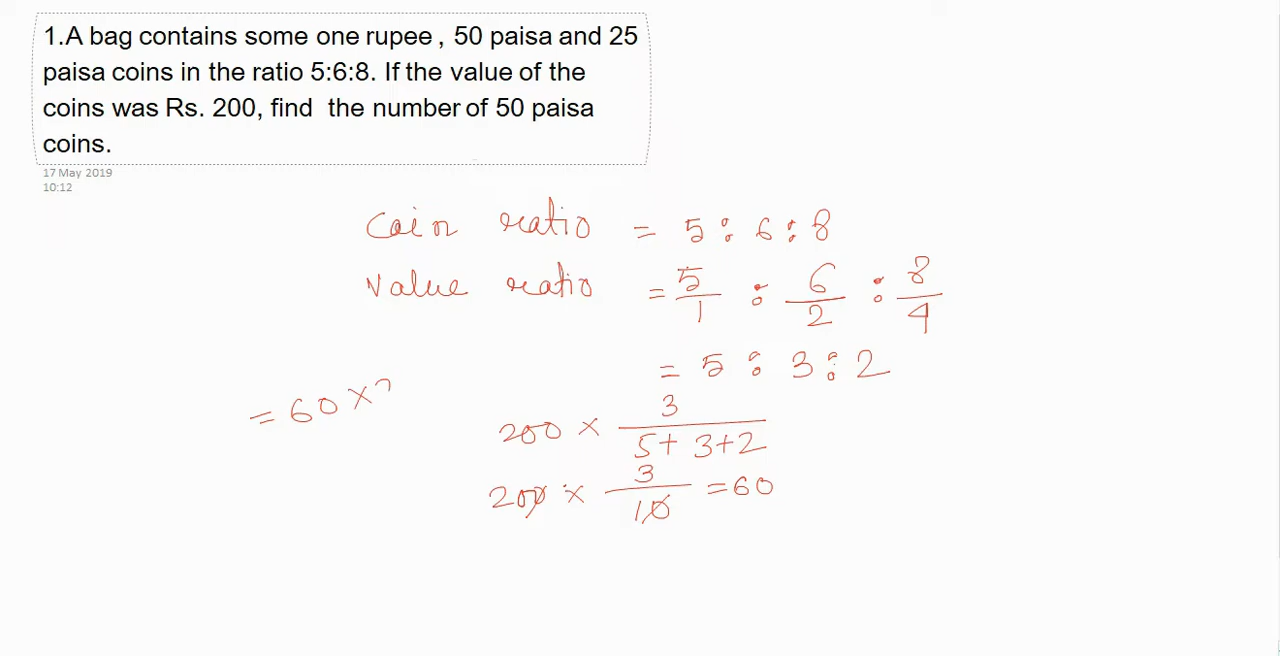 1.A bag contains some one rupee , 50 paisa and 25
paisa coins in the ratio 5:6:8. If the value of the
coins was Rs. 200, find the number of 50 paisa
coins.
17 May 2019
10:12
Coin ratio = 5 : 6 : 8
Value ratio = 5/1 : 6/2 : 8/4
= 5 : 3 : 2
= 60 ×
200 × 3/(5+3+2)
200 × 3/10 = 60